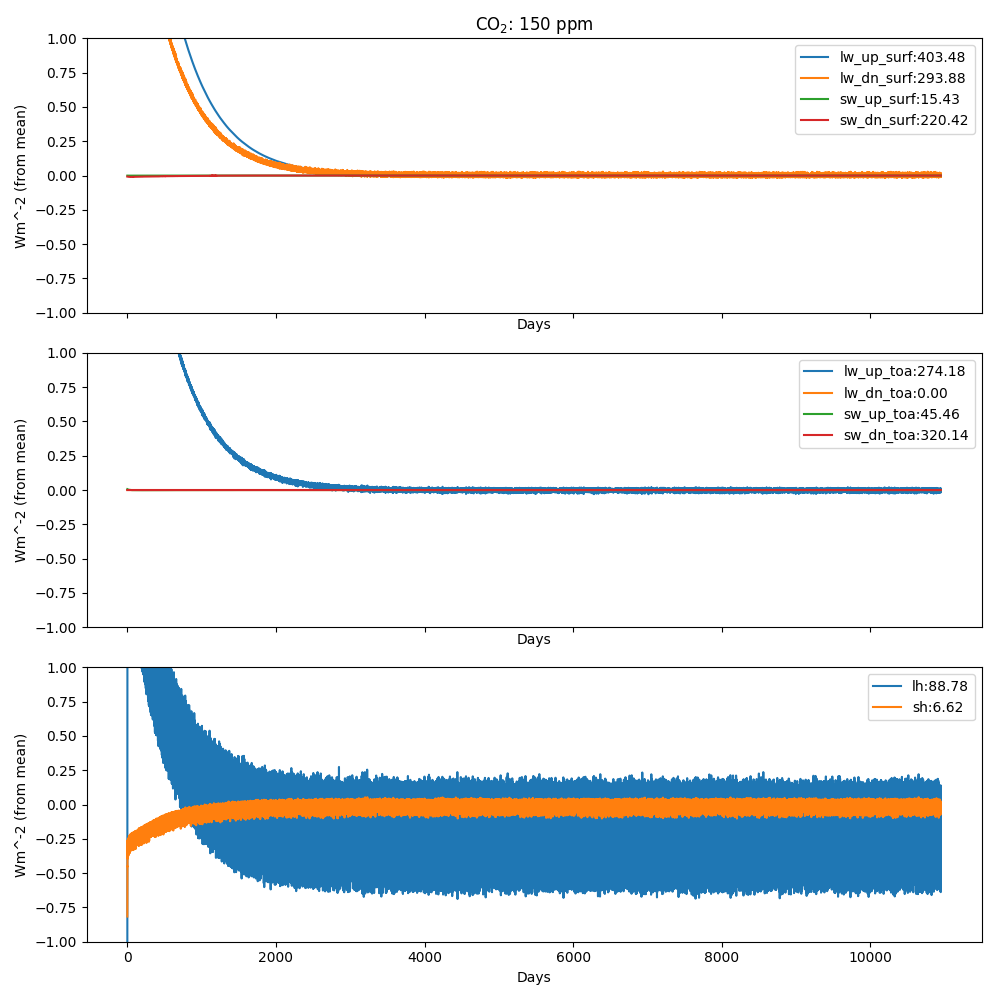 CO₂: 150 ppm
1.00
0.75
0.50
0.25
0.00
−0.25
−0.50
−0.75
−1.00
Wm^-2 (from mean)
lw_up_surf:403.48
lw_dn_surf:293.88
sw_up_surf:15.43
sw_dn_surf:220.42
Days
1.00
0.75
0.50
0.25
0.00
−0.25
−0.50
−0.75
−1.00
Wm^-2 (from mean)
lw_up_toa:274.18
lw_dn_toa:0.00
sw_up_toa:45.46
sw_dn_toa:320.14
Days
1.00
0.75
0.50
0.25
0.00
−0.25
−0.50
−0.75
−1.00
Wm^-2 (from mean)
lh:88.78
sh:6.62
0 2000 4000 6000 8000 10000
Days